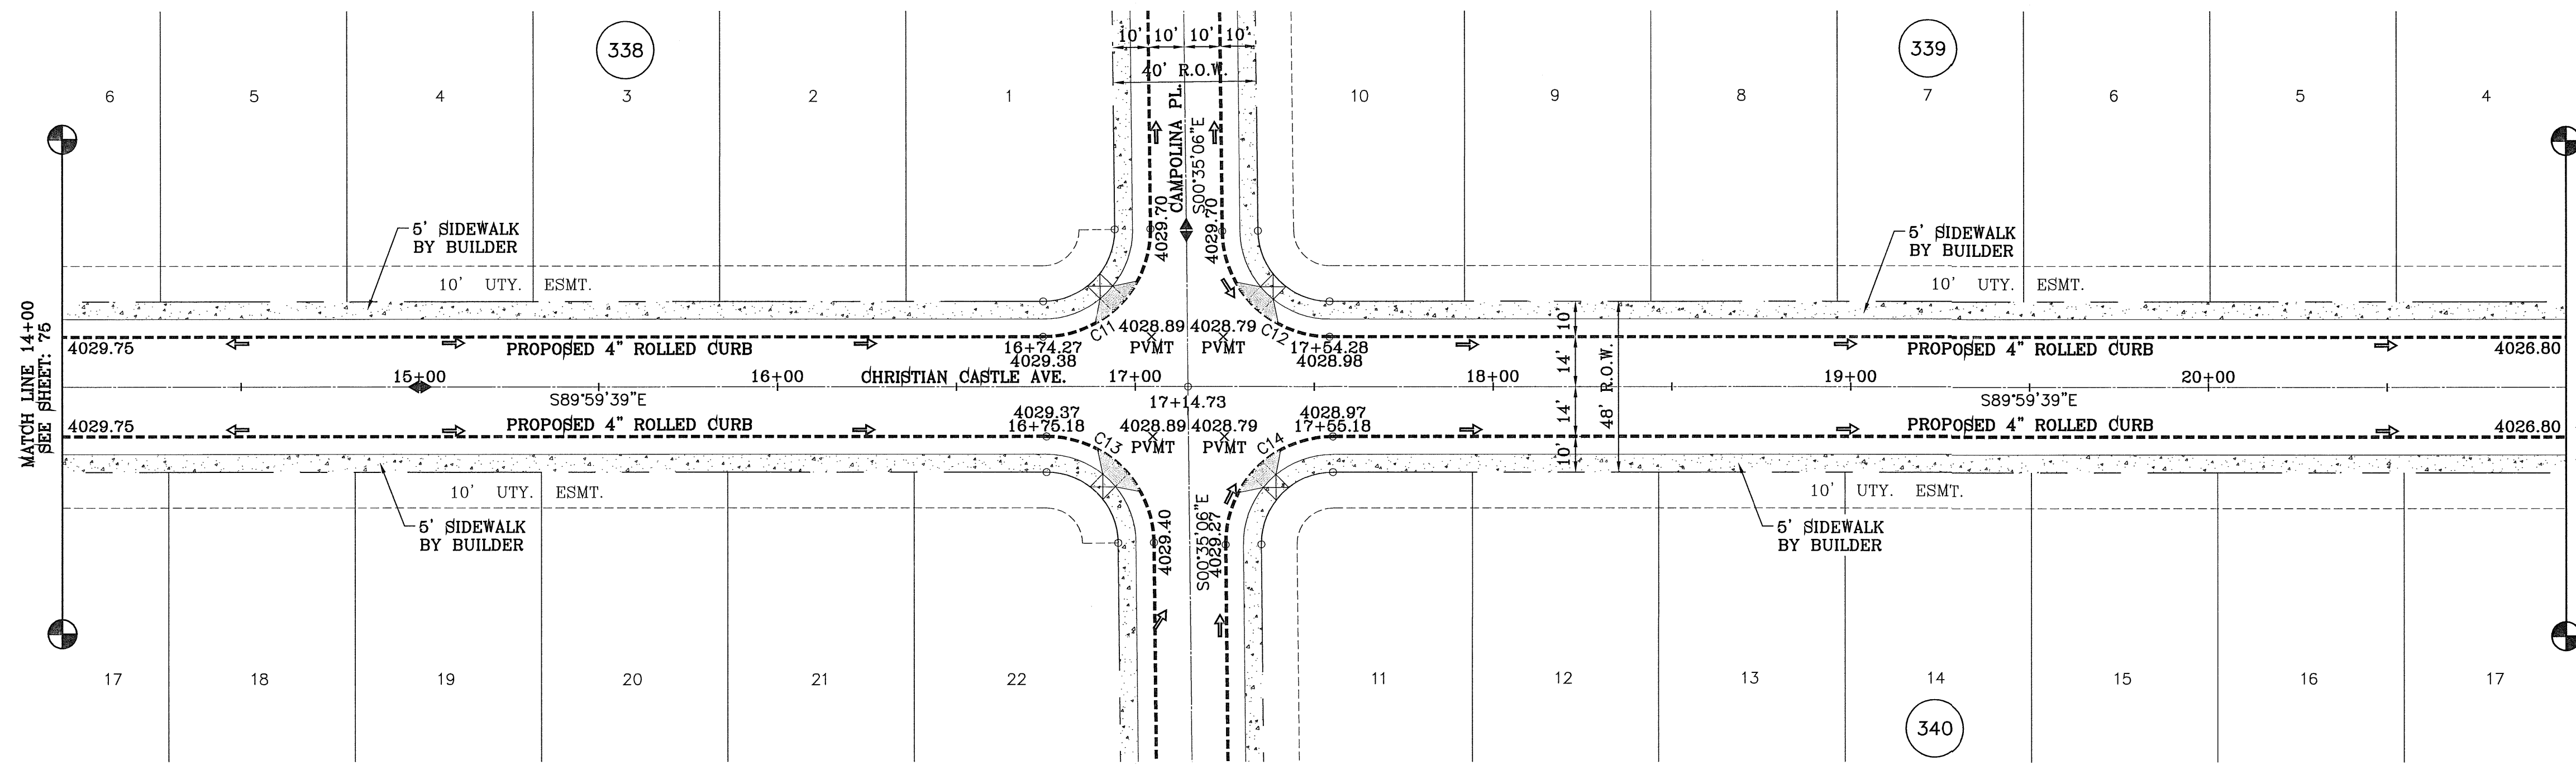 338
339
10' 10' 10' 10'
40' R.O.W.
6 5 4 3 2 1 10 9 8 7 6 5 4
CAMPOLINA PL.
S00°35'06"E
4029.70
4029.70
5' SIDEWALK
BY BUILDER
5' SIDEWALK
BY BUILDER
10' UTY. ESMT.
10' UTY. ESMT.
MATCH LINE 14+00
SEE SHEET: 75
C11
4028.89
PVMT
4028.79
PVMT
C12
4029.75
PROPOSED 4" ROLLED CURB
16+74.27
4029.38
17+54.28
4028.98
PROPOSED 4" ROLLED CURB
4026.80
10'
14'
14'
10'
48' R.O.W.
15+00 16+00 CHRISTIAN CASTLE AVE. 17+00 18+00 19+00 20+00
S89°59'39"E
17+14.73
S89°59'39"E
4029.75
PROPOSED 4" ROLLED CURB
4029.37
16+75.18
C13
4028.89
PVMT
4028.79
PVMT
C14
4028.97
17+55.18
PROPOSED 4" ROLLED CURB
4026.80
10' UTY. ESMT.
10' UTY. ESMT.
5' SIDEWALK
BY BUILDER
5' SIDEWALK
BY BUILDER
4029.40
S00°35'06"E
4029.27
17 18 19 20 21 22 11 12 13 14 15 16 17
340